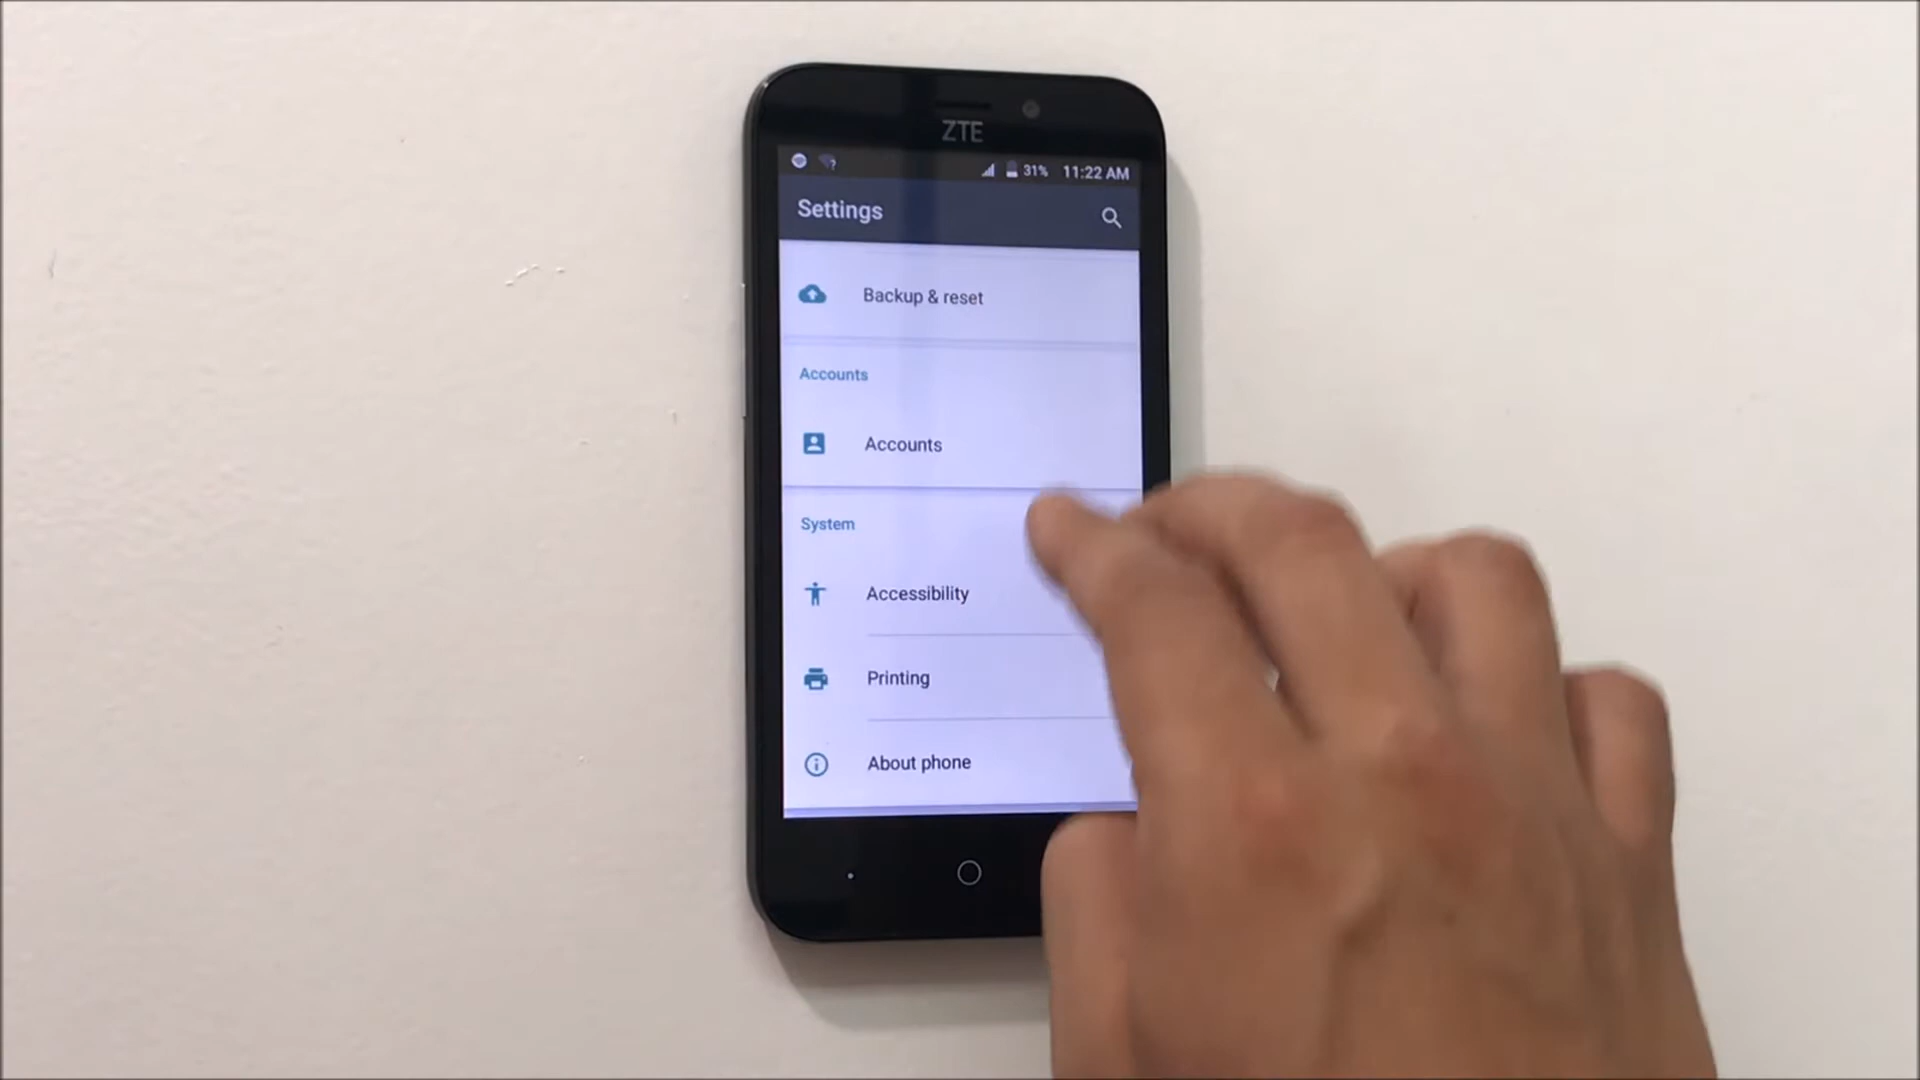 ZTE
31% 11:22 AM
Settings
Backup & reset
Accounts
Accounts
System
Accessibility
Printing
About phone